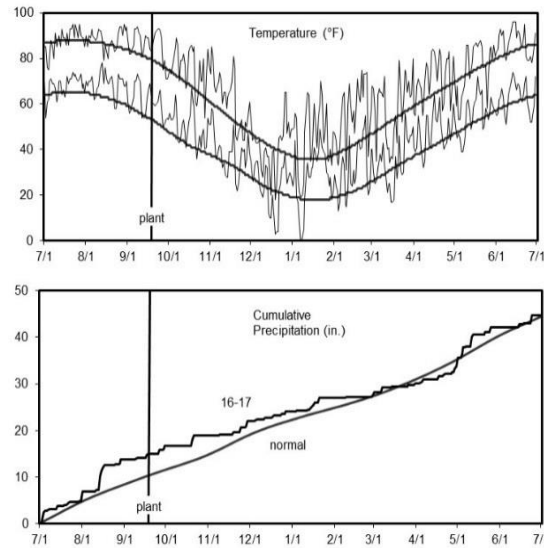 100
Temperature (°F)
80
60
40
20
plant
0
7/1 8/1 9/1 10/1 11/1 12/1 1/1 2/1 3/1 4/1 5/1 6/1 7/1
50
Cumulative
Precipitation (in.)
40
30
16-17
20
normal
10
plant
0
7/1 8/1 9/1 10/1 11/1 12/1 1/1 2/1 3/1 4/1 5/1 6/1 7/1